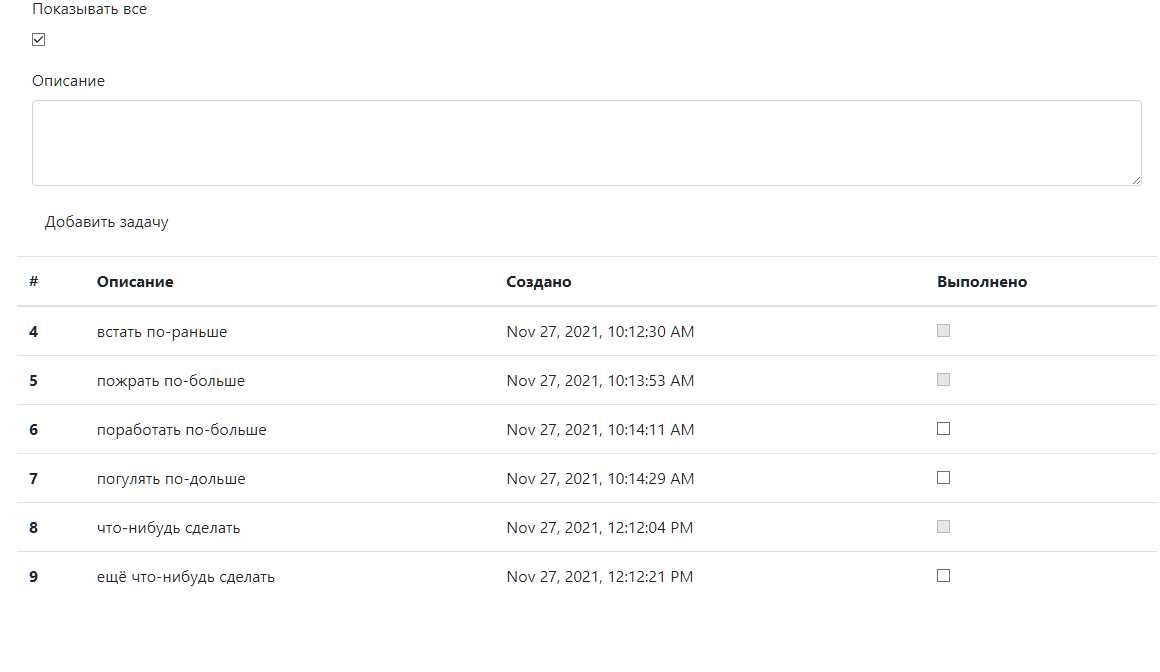 Показывать все
Описание
Добавить задачу
# Описание Создано Выполнено
4 встать по-раньше Nov 27, 2021, 10:12:30 AM
5 пожрать по-больше Nov 27, 2021, 10:13:53 AM
6 поработать по-больше Nov 27, 2021, 10:14:11 AM
7 погулять по-дольше Nov 27, 2021, 10:14:29 AM
8 что-нибудь сделать Nov 27, 2021, 12:12:04 PM
9 ещё что-нибудь сделать Nov 27, 2021, 12:12:21 PM